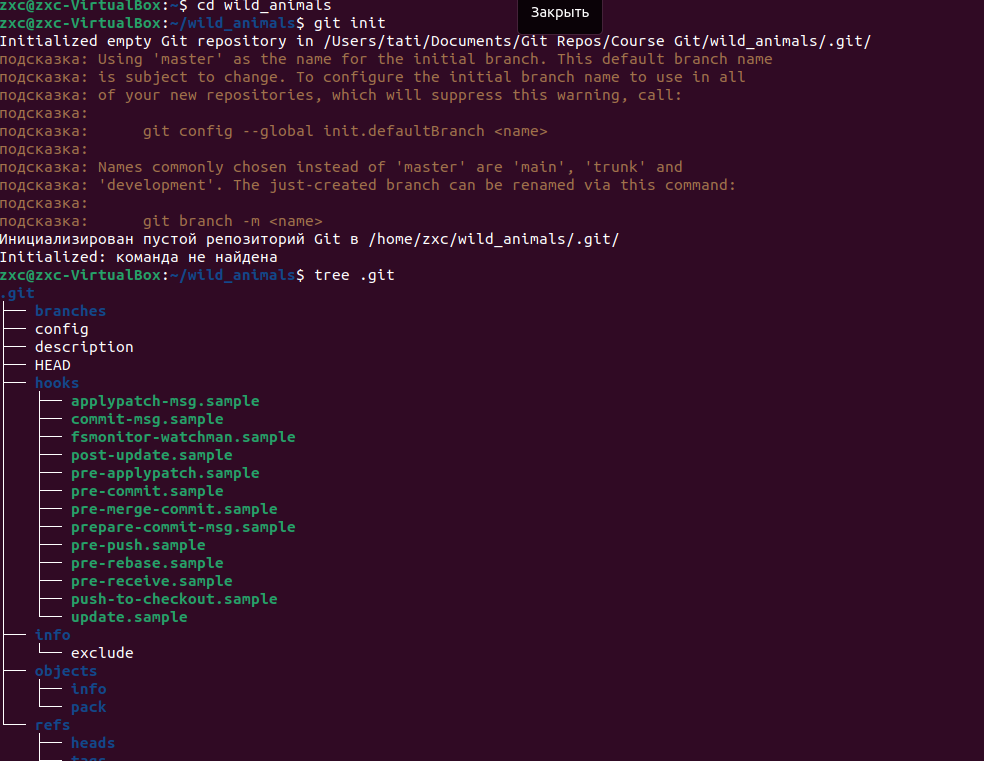 zxc@zxc-VirtualBox:~$ cd wild_animals
Закрыть
zxc@zxc-VirtualBox:~/wild_animals$ git init
Initialized empty Git repository in /Users/tati/Documents/Git Repos/Course Git/wild_animals/.git/
подсказка: Using 'master' as the name for the initial branch. This default branch name
подсказка: is subject to change. To configure the initial branch name to use in all
подсказка: of your new repositories, which will suppress this warning, call:
подсказка:
подсказка:      git config --global init.defaultBranch <name>
подсказка:
подсказка: Names commonly chosen instead of 'master' are 'main', 'trunk' and
подсказка: 'development'. The just-created branch can be renamed via this command:
подсказка:
подсказка:      git branch -m <name>
Инициализирован пустой репозиторий Git в /home/zxc/wild_animals/.git/
Initialized: команда не найдена
zxc@zxc-VirtualBox:~/wild_animals$ tree .git
.git
├── branches
├── config
├── description
├── HEAD
├── hooks
│   ├── applypatch-msg.sample
│   ├── commit-msg.sample
│   ├── fsmonitor-watchman.sample
│   ├── post-update.sample
│   ├── pre-applypatch.sample
│   ├── pre-commit.sample
│   ├── pre-merge-commit.sample
│   ├── prepare-commit-msg.sample
│   ├── pre-push.sample
│   ├── pre-rebase.sample
│   ├── pre-receive.sample
│   ├── push-to-checkout.sample
│   └── update.sample
├── info
│   └── exclude
├── objects
│   ├── info
│   └── pack
└── refs
    ├── heads
    └── tags